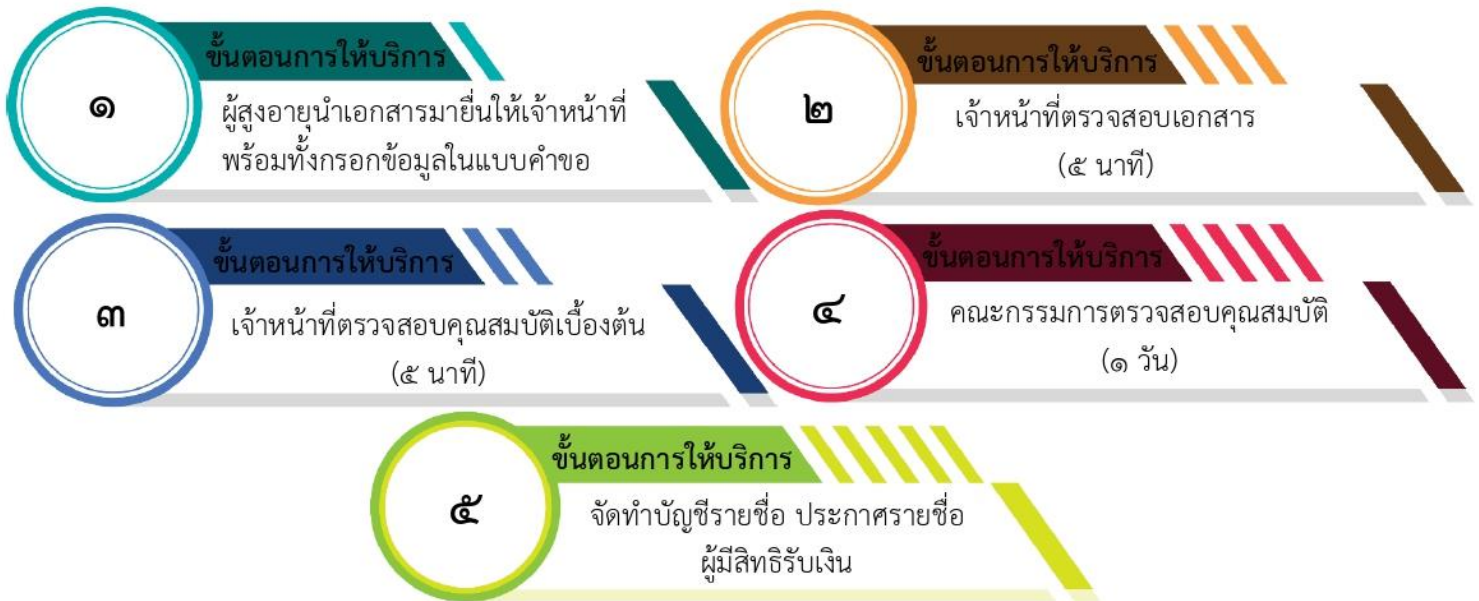 ๑
ขั้นตอนการให้บริการ
ผู้สูงอายุนำเอกสารมายื่นให้เจ้าหน้าที่
พร้อมทั้งกรอกข้อมูลในแบบคำขอ
๒
ขั้นตอนการให้บริการ
เจ้าหน้าที่ตรวจสอบเอกสาร
(๕ นาที)
๓
ขั้นตอนการให้บริการ
เจ้าหน้าที่ตรวจสอบคุณสมบัติเบื้องต้น
(๕ นาที)
๔
ขั้นตอนการให้บริการ
คณะกรรมการตรวจสอบคุณสมบัติ
(๑ วัน)
๕
ขั้นตอนการให้บริการ
จัดทำบัญชีรายชื่อ ประกาศรายชื่อ
ผู้มีสิทธิรับเงิน